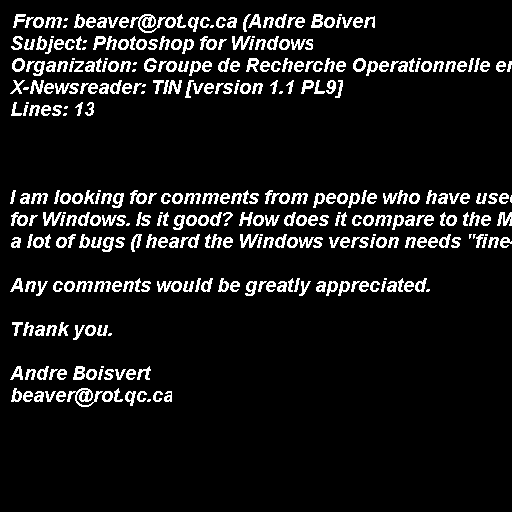 From: beaver@rot.qc.ca (Andre Boivert
Subject: Photoshop for Windows
Organization: Groupe de Recherche Operationnelle en
X-Newsreader: TIN [version 1.1 PL9]
Lines: 13
I am looking for comments from people who have used
for Windows. Is it good? How does it compare to the M
a lot of bugs (I heard the Windows version needs "fine-
Any comments would be greatly appreciated.
Thank you.
Andre Boisvert
beaver@rot.qc.ca